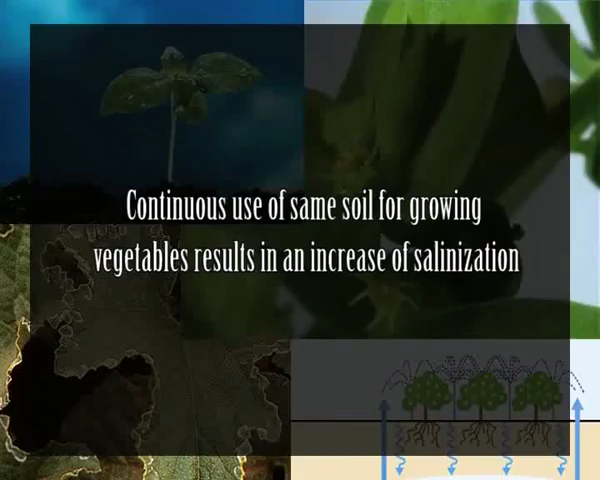 Continuous use of same soil for growing
vegetables results in an increase of salinization